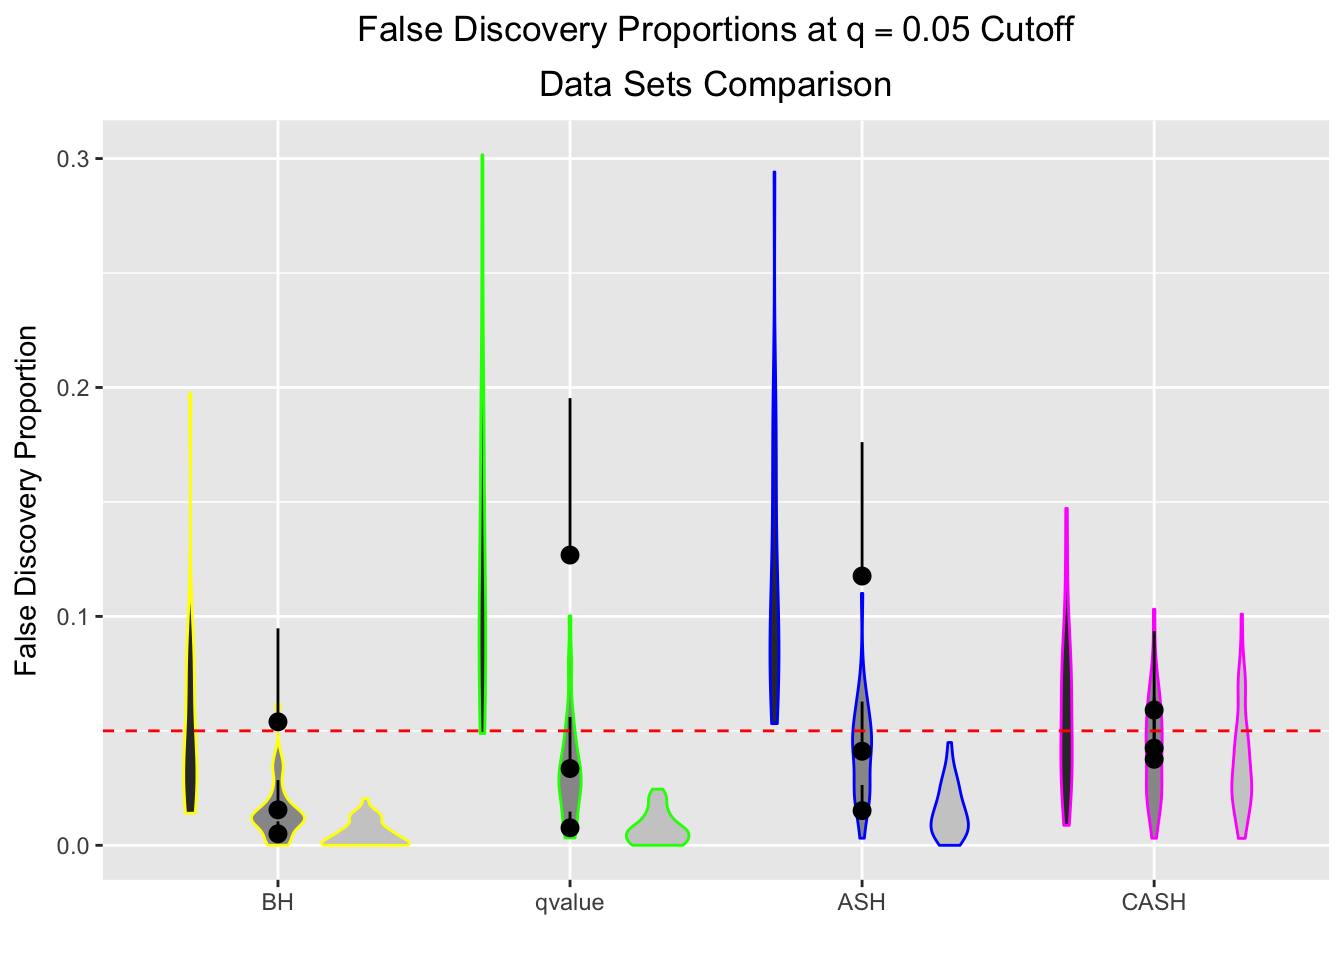 False Discovery Proportions at q = 0.05 Cutoff
Data Sets Comparison
False Discovery Proportion
0.3
0.2
0.1
0.0
BH
qvalue
ASH
CASH